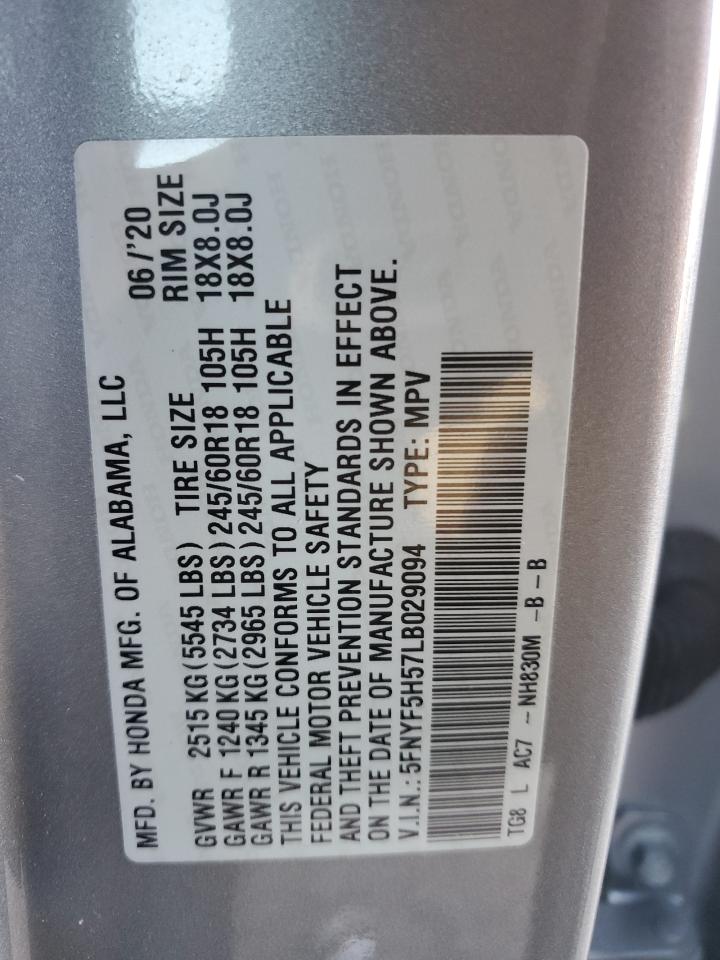 MFD. BY HONDA MFG. OF ALABAMA, LLC 06/'20
GVWR 2515 KG(5545 LBS) TIRE SIZE RIM SIZE
GAWR F 1240 KG(2734 LBS)245/60R18 105H 18X8.0J
GAWR R 1345 KG(2965 LBS)245/60R18 105H 18X8.0J
THIS VEHICLE CONFORMS TO ALL APPLICABLE
FEDERAL MOTOR VEHICLE SAFETY
AND THEFT PREVENTION STANDARDS IN EFFECT
ON THE DATE OF MANUFACTURE SHOWN ABOVE.
V.I.N.: 5FNYF5H57LB029094 TYPE: MPV
TG8 L AC7 -NH830M -B-B